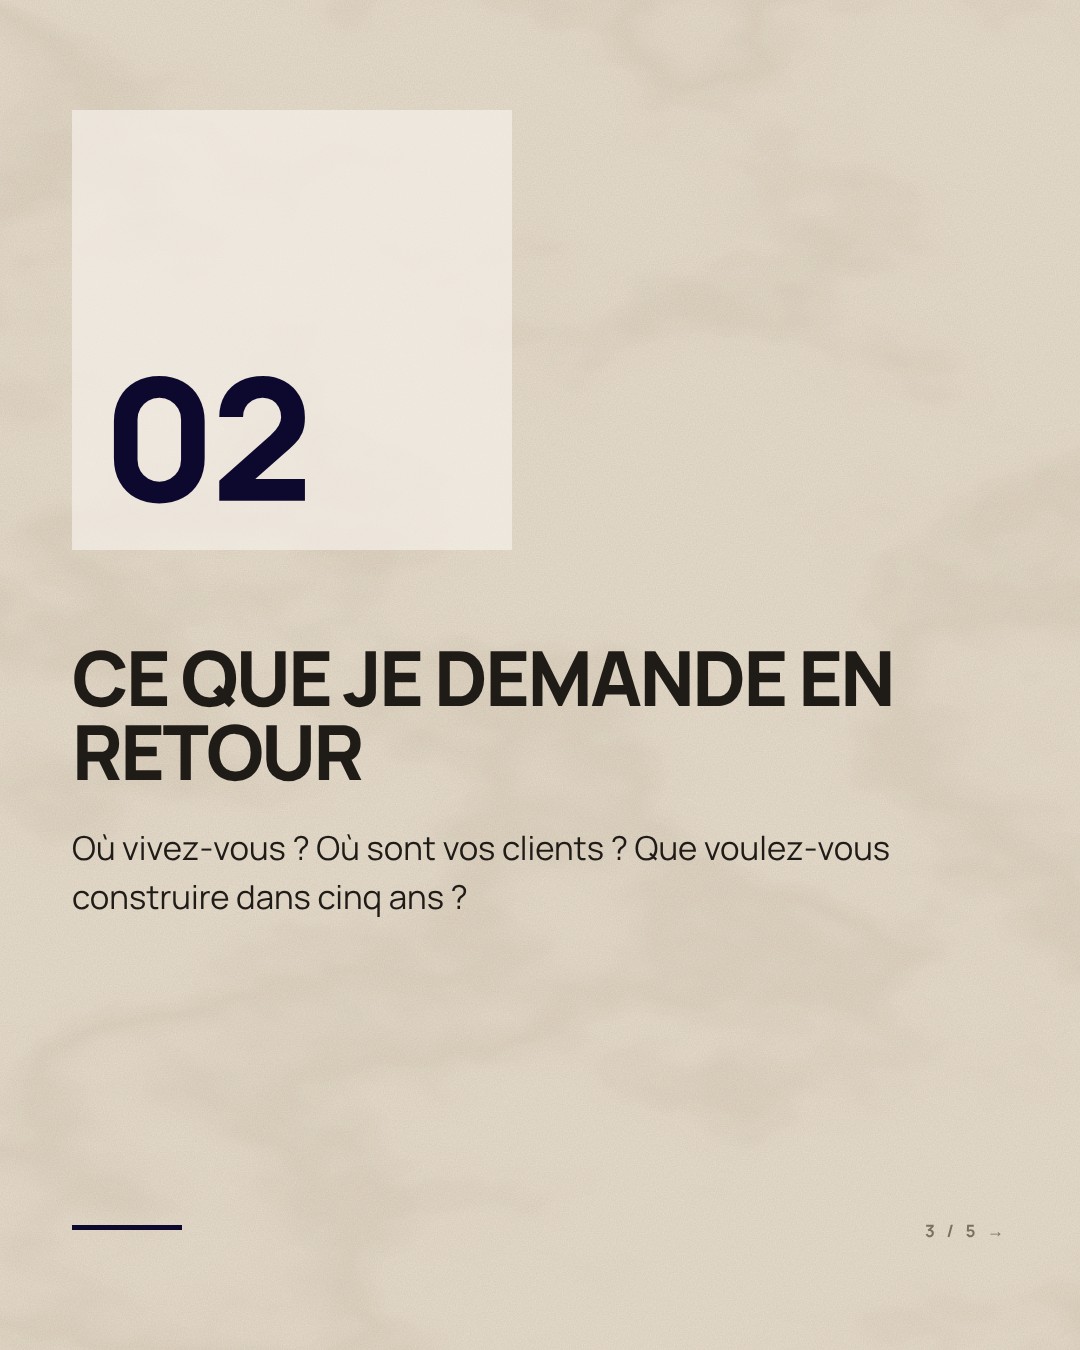 02
CE QUE JE DEMANDE EN
RETOUR
Où vivez-vous ? Où sont vos clients ? Que voulez-vous
construire dans cinq ans ?
3 / 5 →